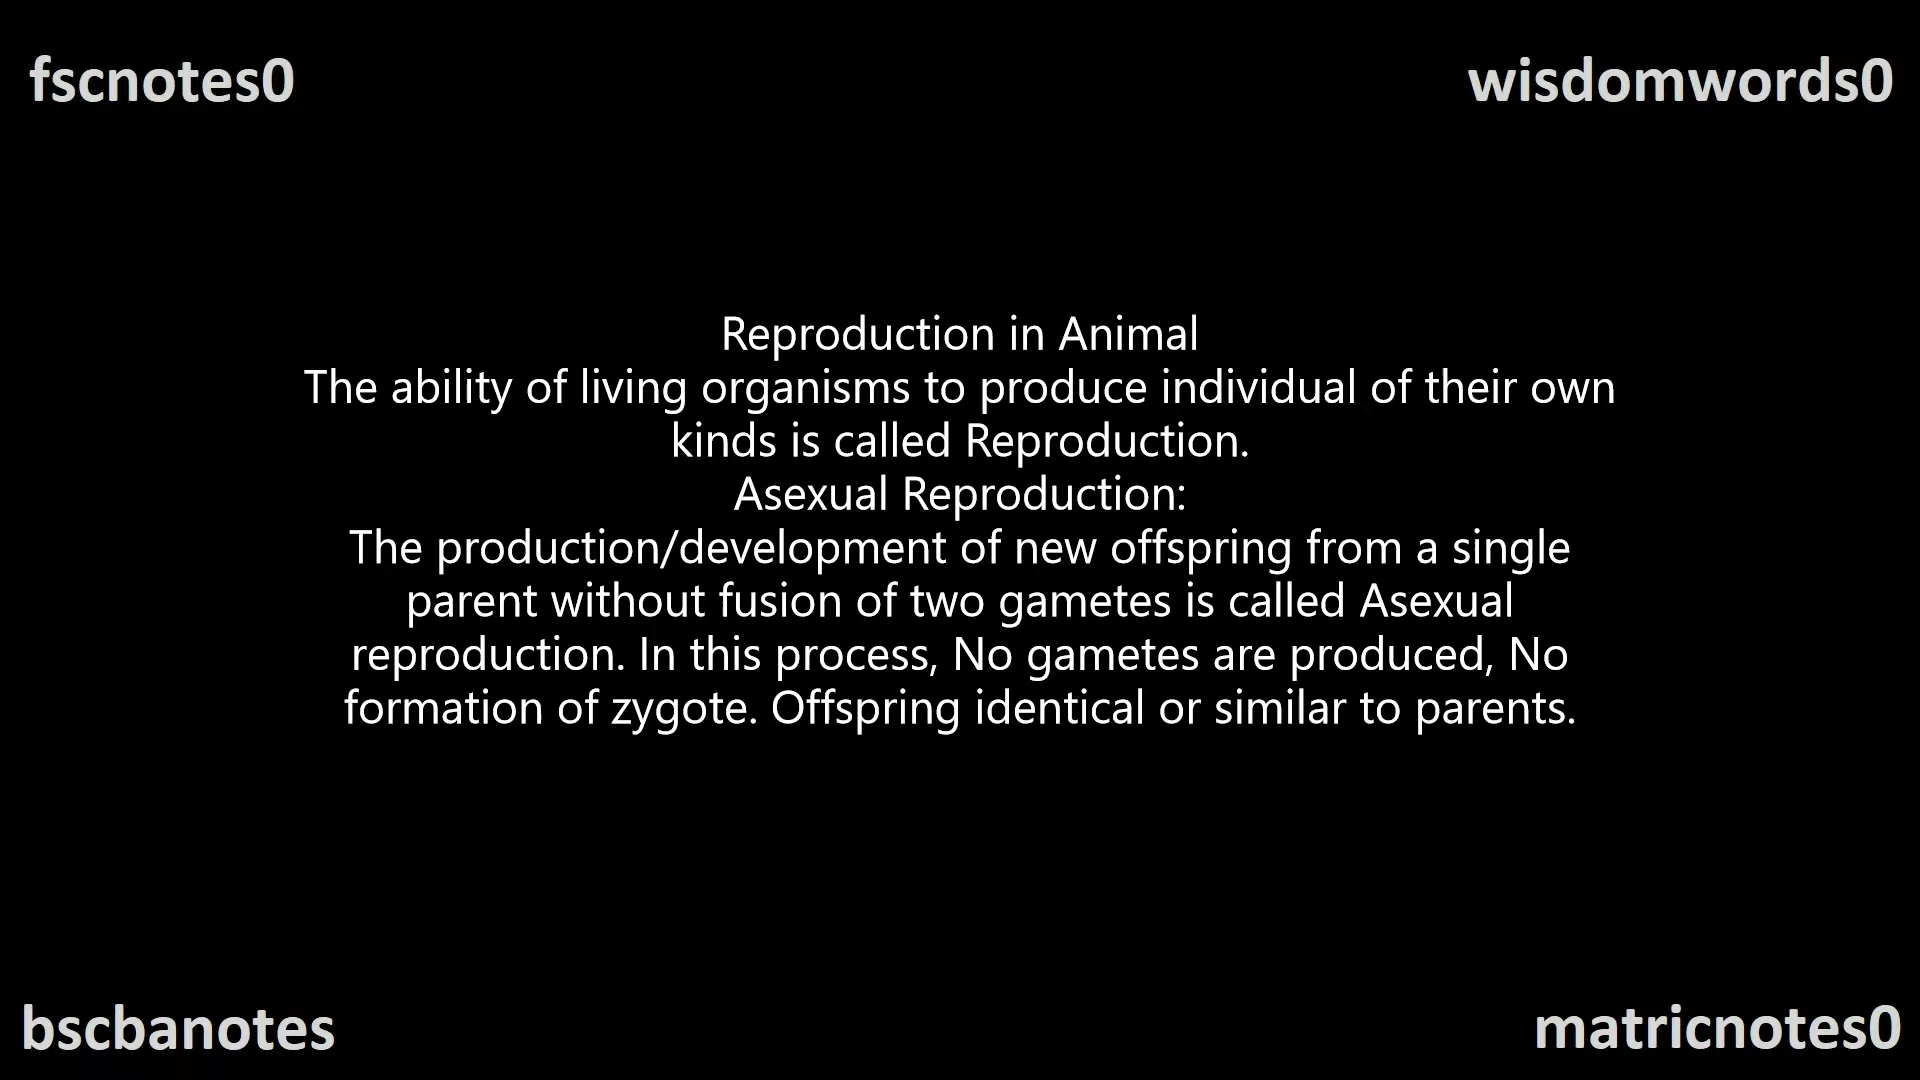 fscnotes0
wisdomwords0
Reproduction in Animal
The ability of living organisms to produce individual of their own
kinds is called Reproduction.
Asexual Reproduction:
The production/development of new offspring from a single
parent without fusion of two gametes is called Asexual
reproduction. In this process, No gametes are produced, No
formation of zygote. Offspring identical or similar to parents.
bscbanotes
matricnotes0